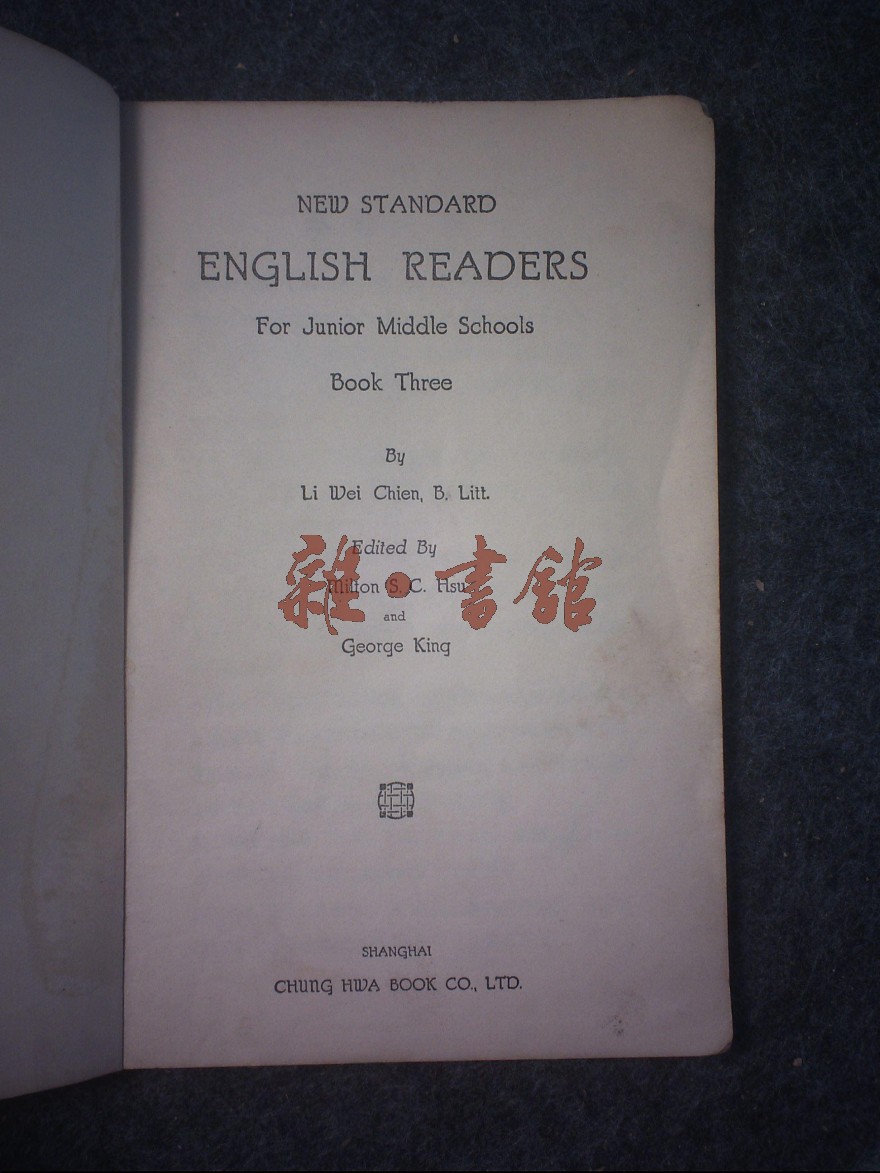 NEW STANDARD
ENGLISH READERS
For Junior Middle Schools
Book Three
By
Li Wei Chien, B. Litt.
Edited By
Milton S. C. Hsu
and
George King
雜·書館
SHANGHAI
CHUNG HWA BOOK CO., LTD.